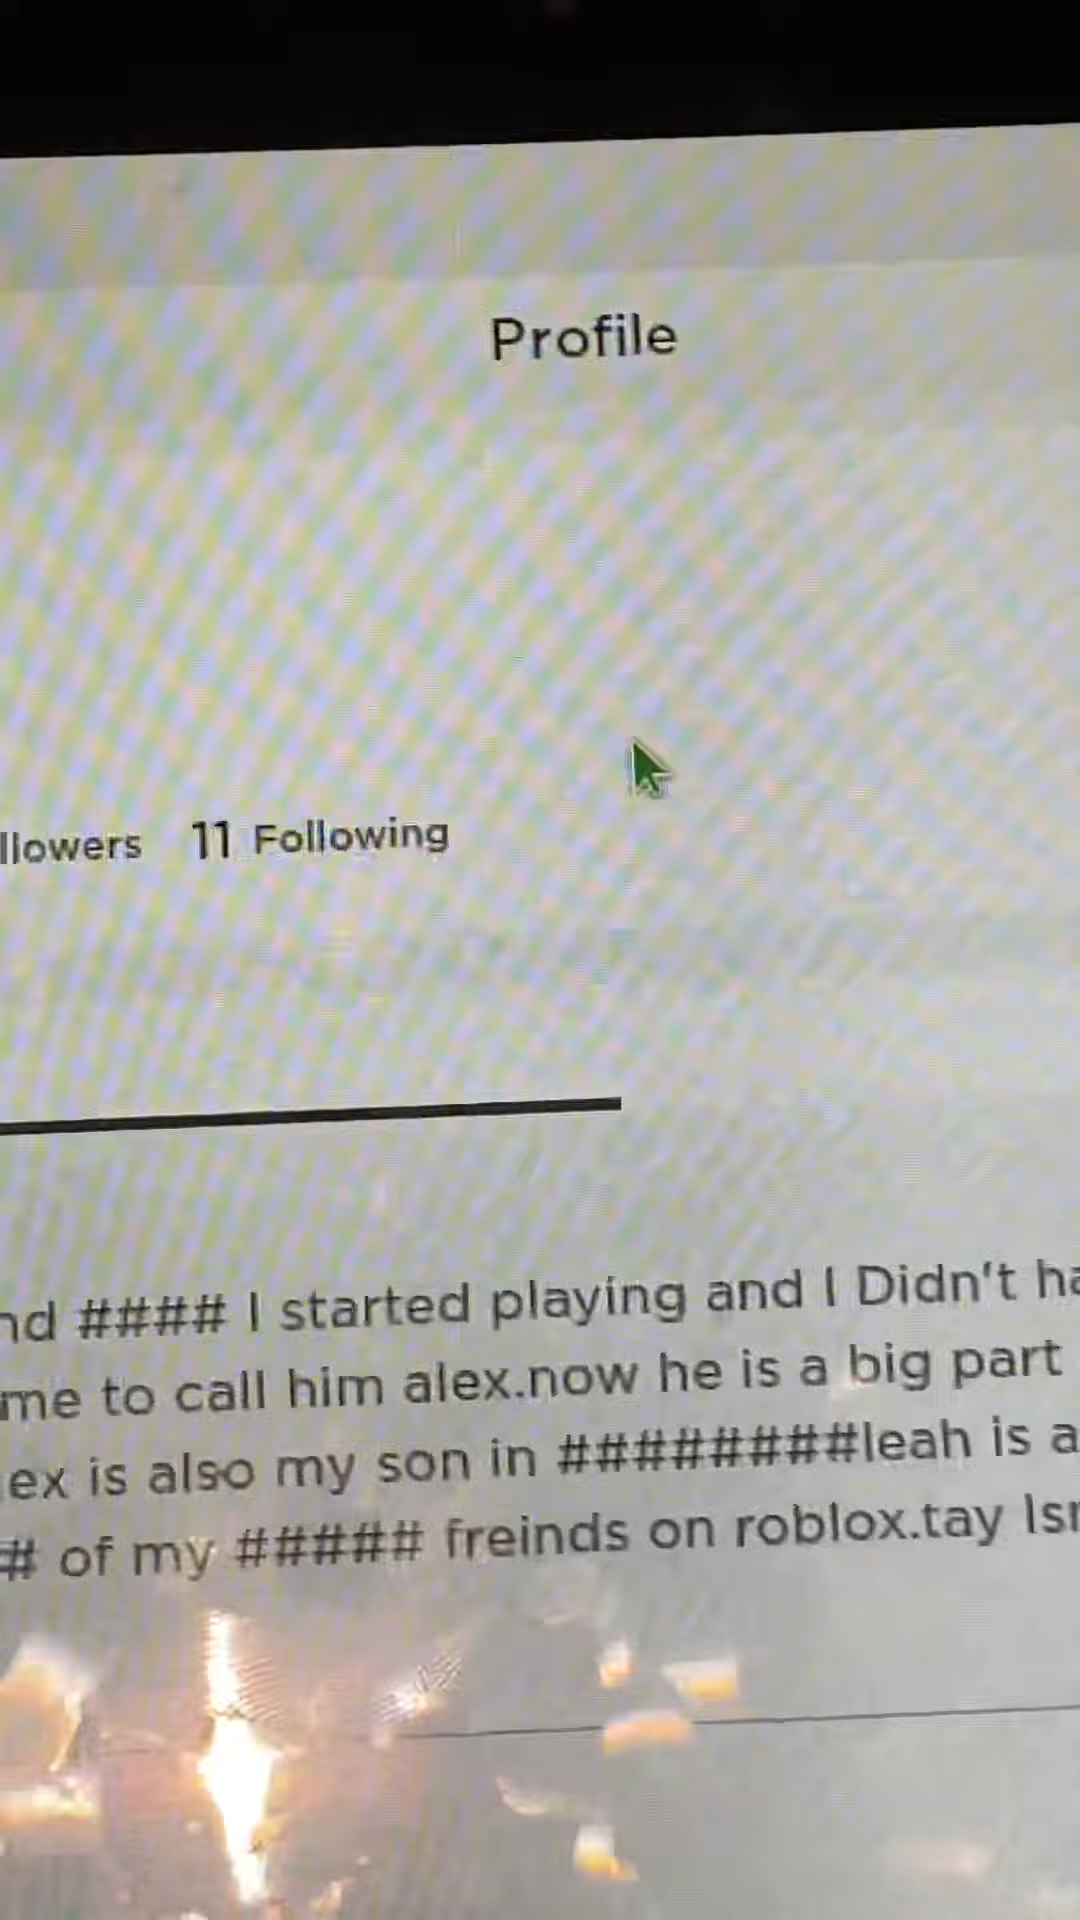 Profile
llowers 11 Following
nd #### I started playing and I Didn't ha
me to call him alex.now he is a big part
ex is also my son in ########leah is a
# of my ##### freinds on roblox.tay Isn